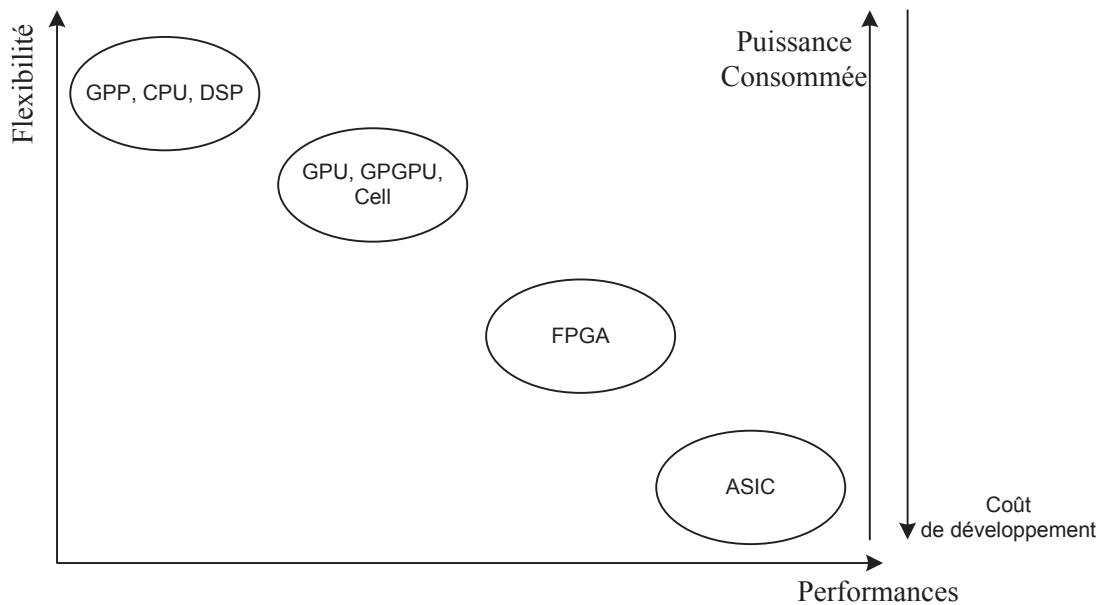 Flexibilité
GPP, CPU, DSP
GPU, GPGPU,
Cell
FPGA
ASIC
Puissance
Consommée
Coût
de développement
Performances